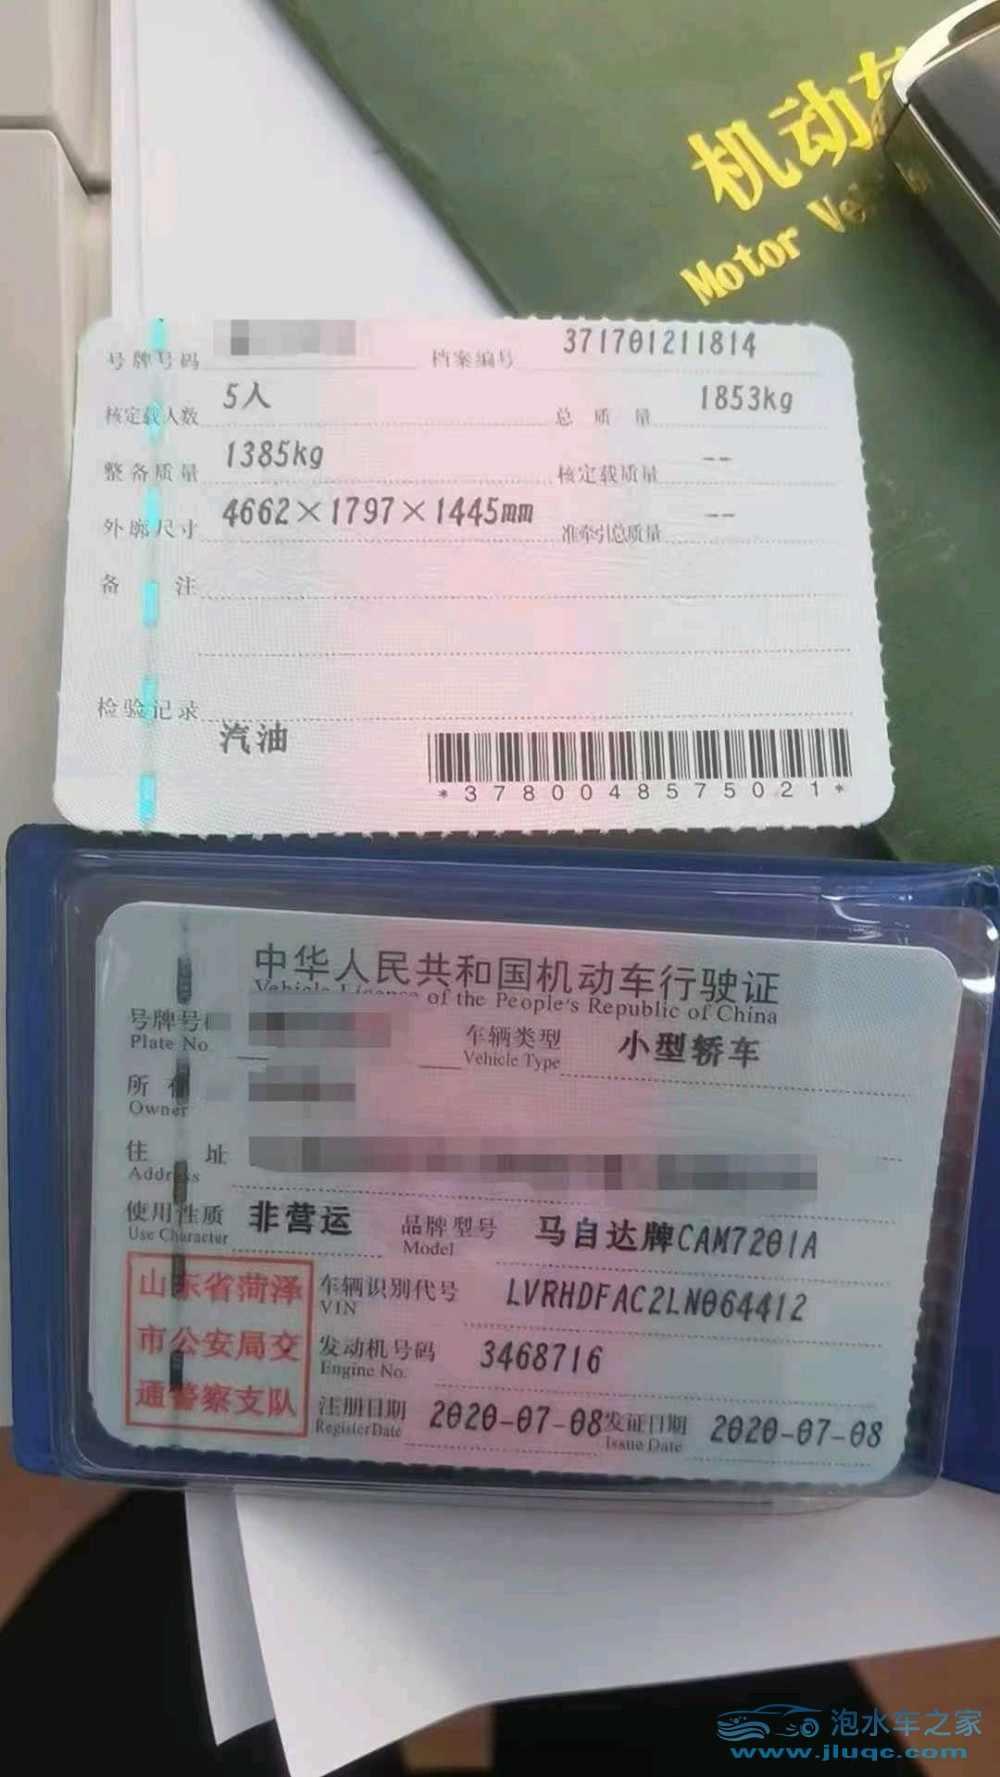 机动车
Motor Ve
号牌号码 档案编号 371701211814
核定载人数 5人 总质量 1853kg
整备质量 1385kg 核定载质量 --
外廓尺寸 4662×1797×1445mm 准牵引总质量 --
备 注
检验记录
汽油
*3780048575021*
中华人民共和国机动车行驶证
Vehicle License of the People's Republic of China
号牌号 车辆类型 小型轿车
Plate No. Vehicle Type
所
Owner
住 址
Address
使用性质 非营运 品牌型号 马自达牌CAM7201A
Use Character Model
山东省菏泽
市公安局交
通警察支队
车辆识别代号 LVRHDFAC2LN064412
VIN
发动机号码 3468716
Engine No.
注册日期 2020-07-08 发证日期 2020-07-08
Register Date Issue Date
泡水车之家
www.jluqc.com